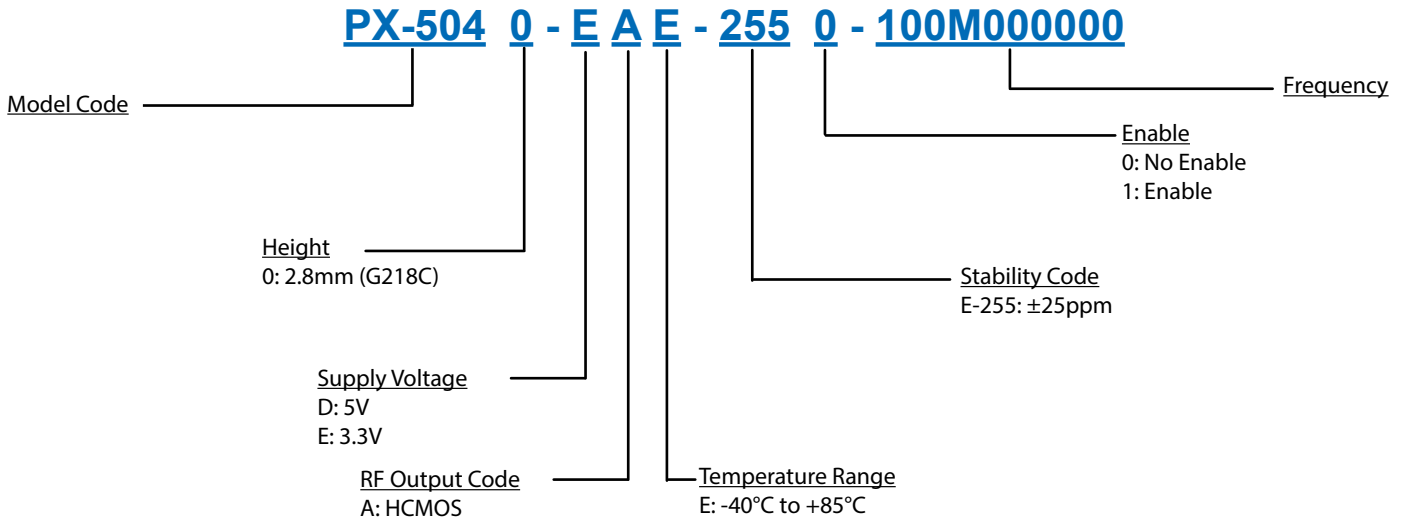 PX-504 0 - E A E - 255 0 - 100M000000
Model Code
Frequency
Enable
0: No Enable
1: Enable
Height
0: 2.8mm (G218C)
Stability Code
E-255: ±25ppm
Supply Voltage
D: 5V
E: 3.3V
RF Output Code
A: HCMOS
Temperature Range
E: -40°C to +85°C